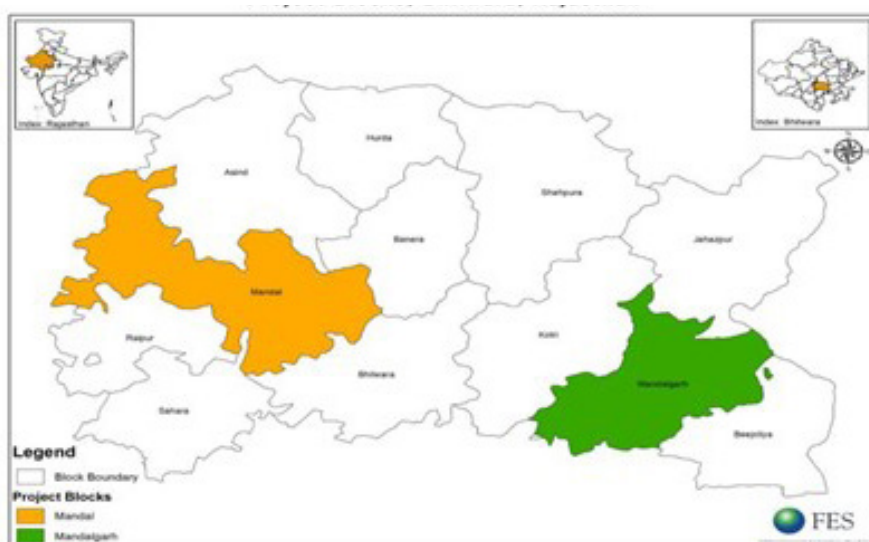 Index: Rajasthan
Index: Bhilwara
Hurda
Asind
Shahpura
Banera
Jahazpur
Mandal
Raipur
Kotri
Bhilwara
Mandalgarh
Sahara
Beejoliya
Legend
Block Boundary
Project Blocks
Mandal
Mandalgarh
FES